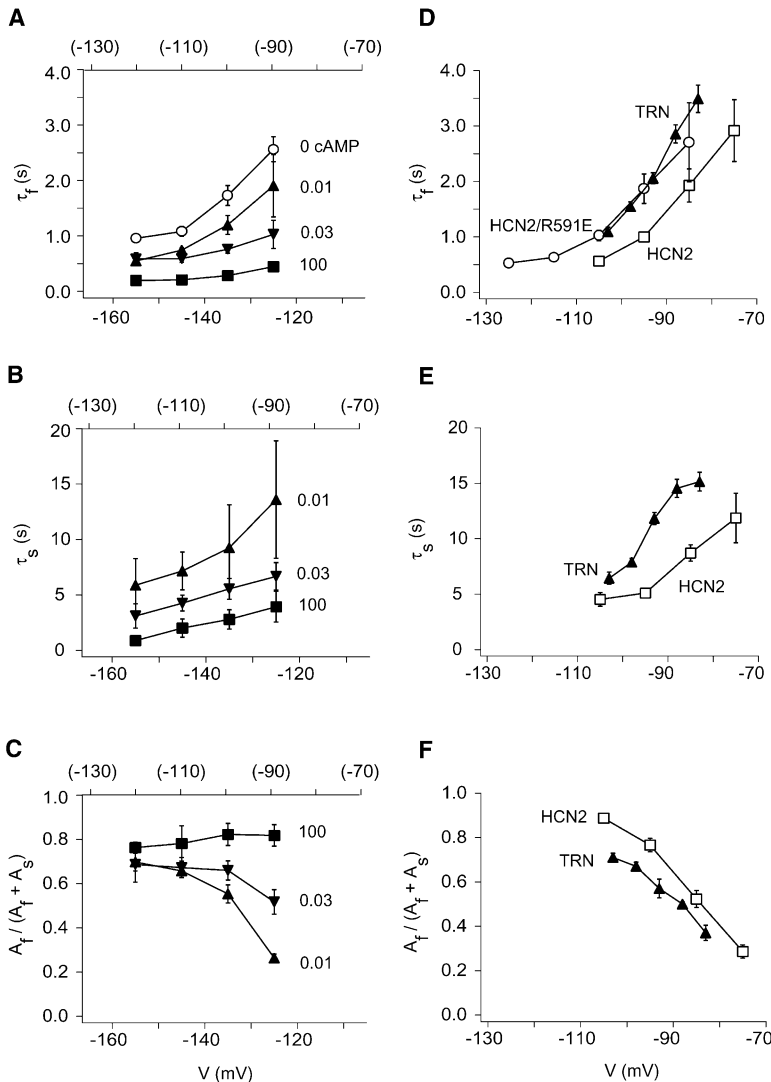 A
(-130) (-110) (-90) (-70)
4.0
3.0
2.0
1.0
0.0
τf (s)
0 cAMP
0.01
0.03
100
-160 -140 -120
B
(-130) (-110) (-90) (-70)
20
15
10
5
0
τs (s)
0.01
0.03
100
-160 -140 -120
C
(-130) (-110) (-90) (-70)
1.0
0.8
0.6
0.4
0.2
0.0
Af / (Af + As)
100
0.03
0.01
-160 -140 -120
V (mV)
D
4.0
3.0
2.0
1.0
0.0
τf (s)
TRN
HCN2/R591E
HCN2
-130 -110 -90 -70
E
20
15
10
5
0
τs (s)
TRN
HCN2
-130 -110 -90 -70
F
1.0
0.8
0.6
0.4
0.2
0.0
Af / (Af + As)
HCN2
TRN
-130 -110 -90 -70
V (mV)